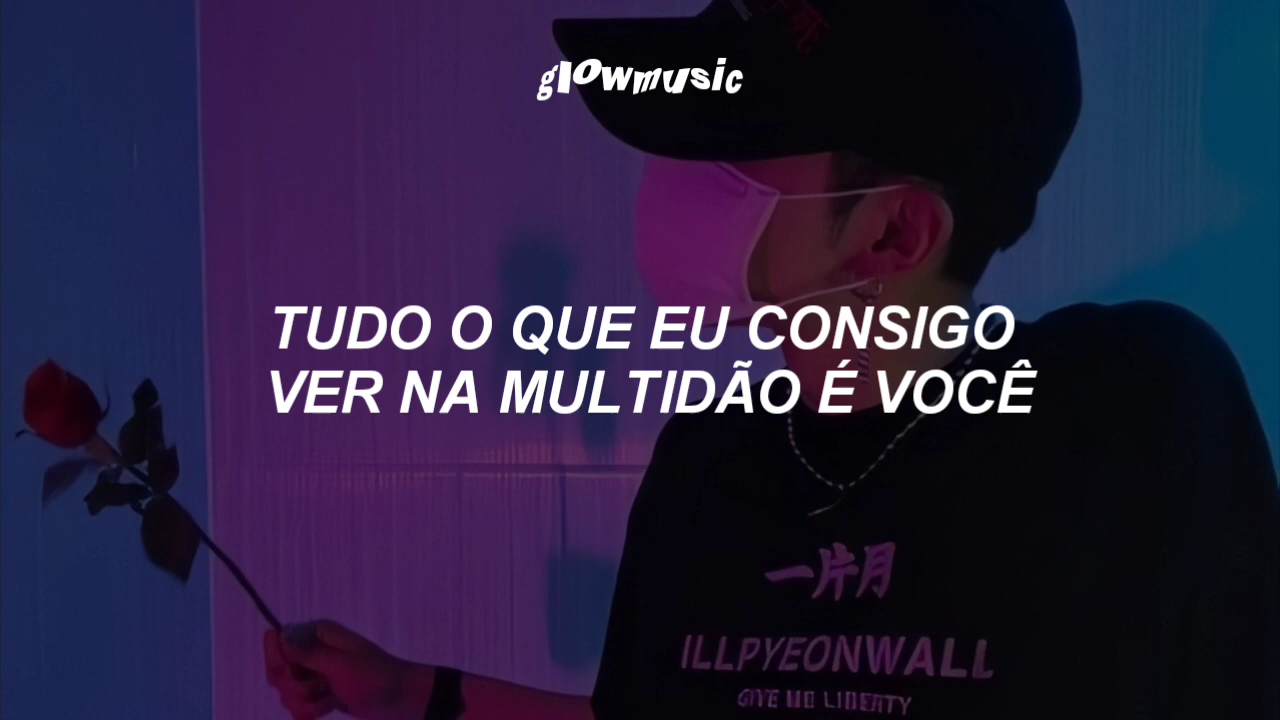 glowmusic
TUDO O QUE EU CONSIGO
VER NA MULTIDÃO É VOCÊ
一片月
ILLPYEONWALL
GIVE ME LIBERTY